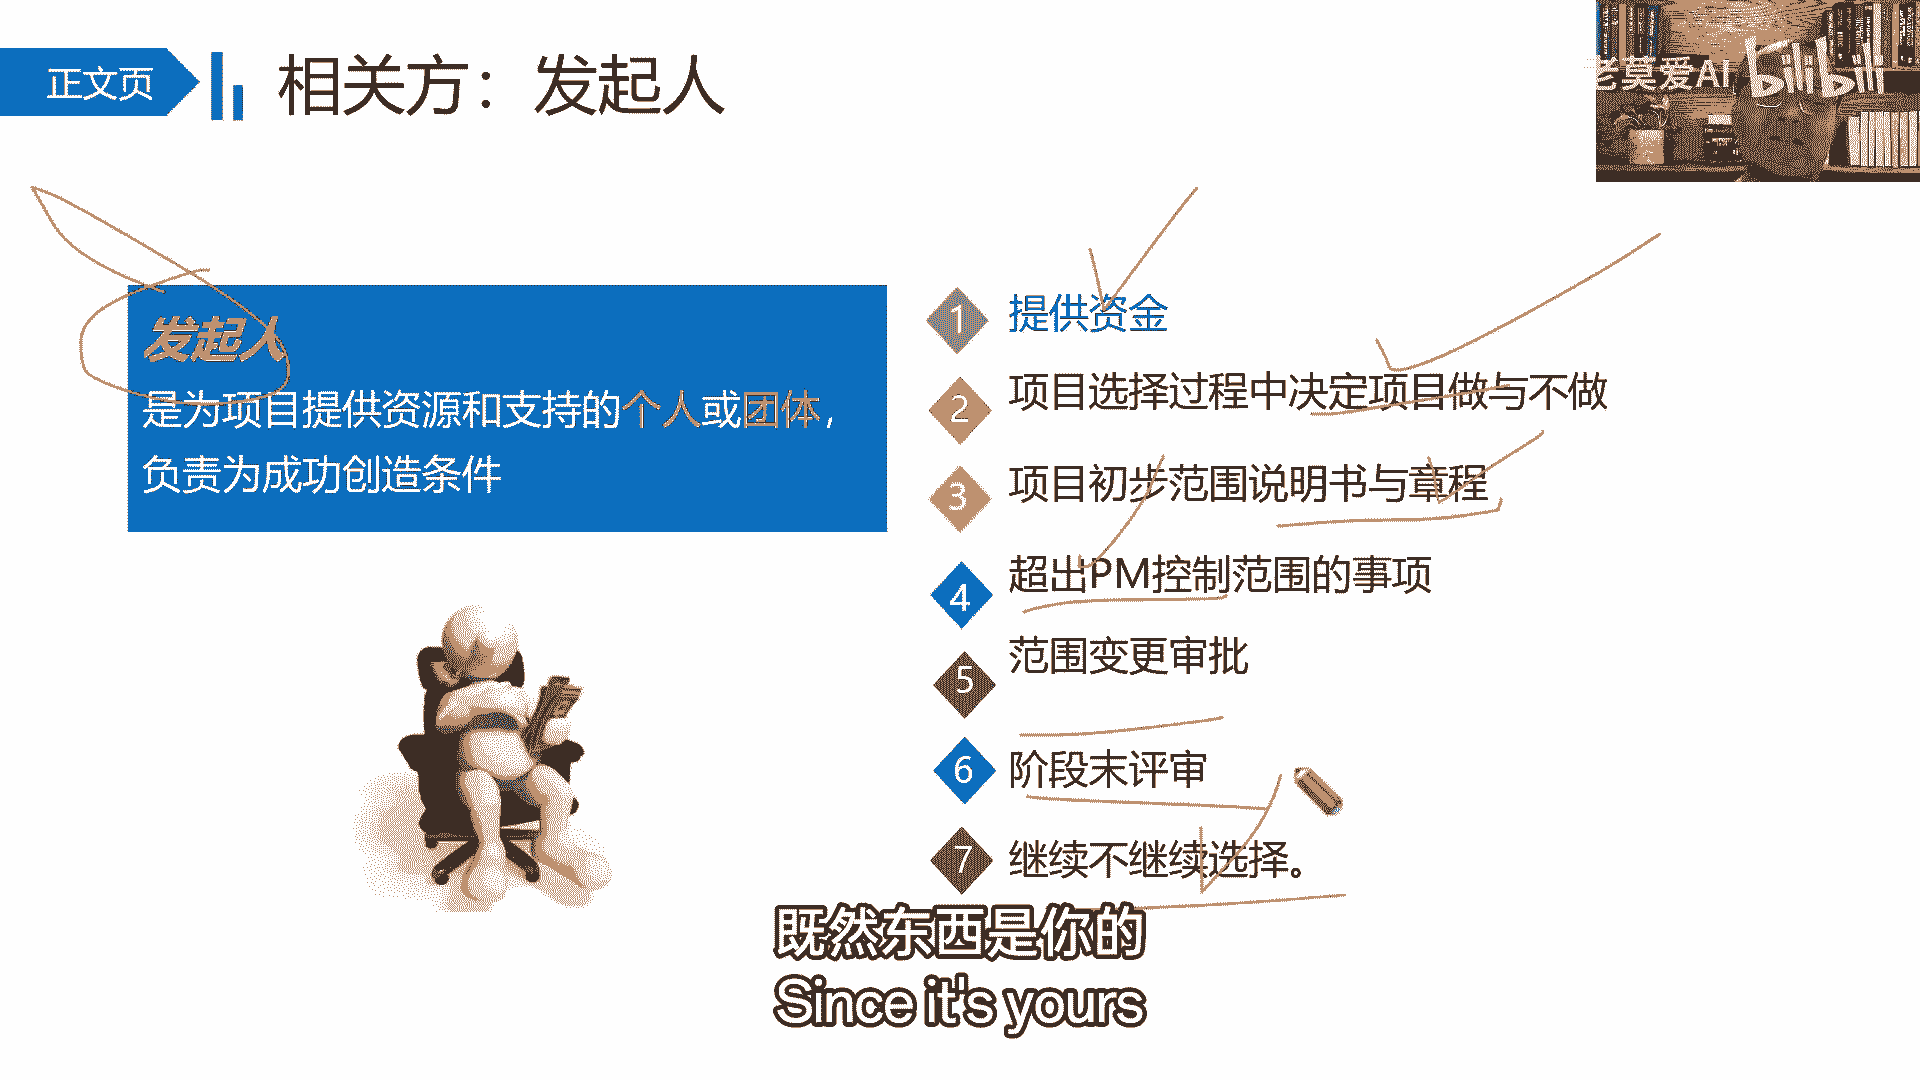 正文页
相关方：发起人
老莫爱AI
bilibili
发起人
是为项目提供资源和支持的个人或团体，
负责为成功创造条件
1 提供资金
2 项目选择过程中决定项目做与不做
3 项目初步范围说明书与章程
4 超出PM控制范围的事项
5 范围变更审批
6 阶段末评审
7 继续不继续选择。
既然东西是你的
Since it's yours